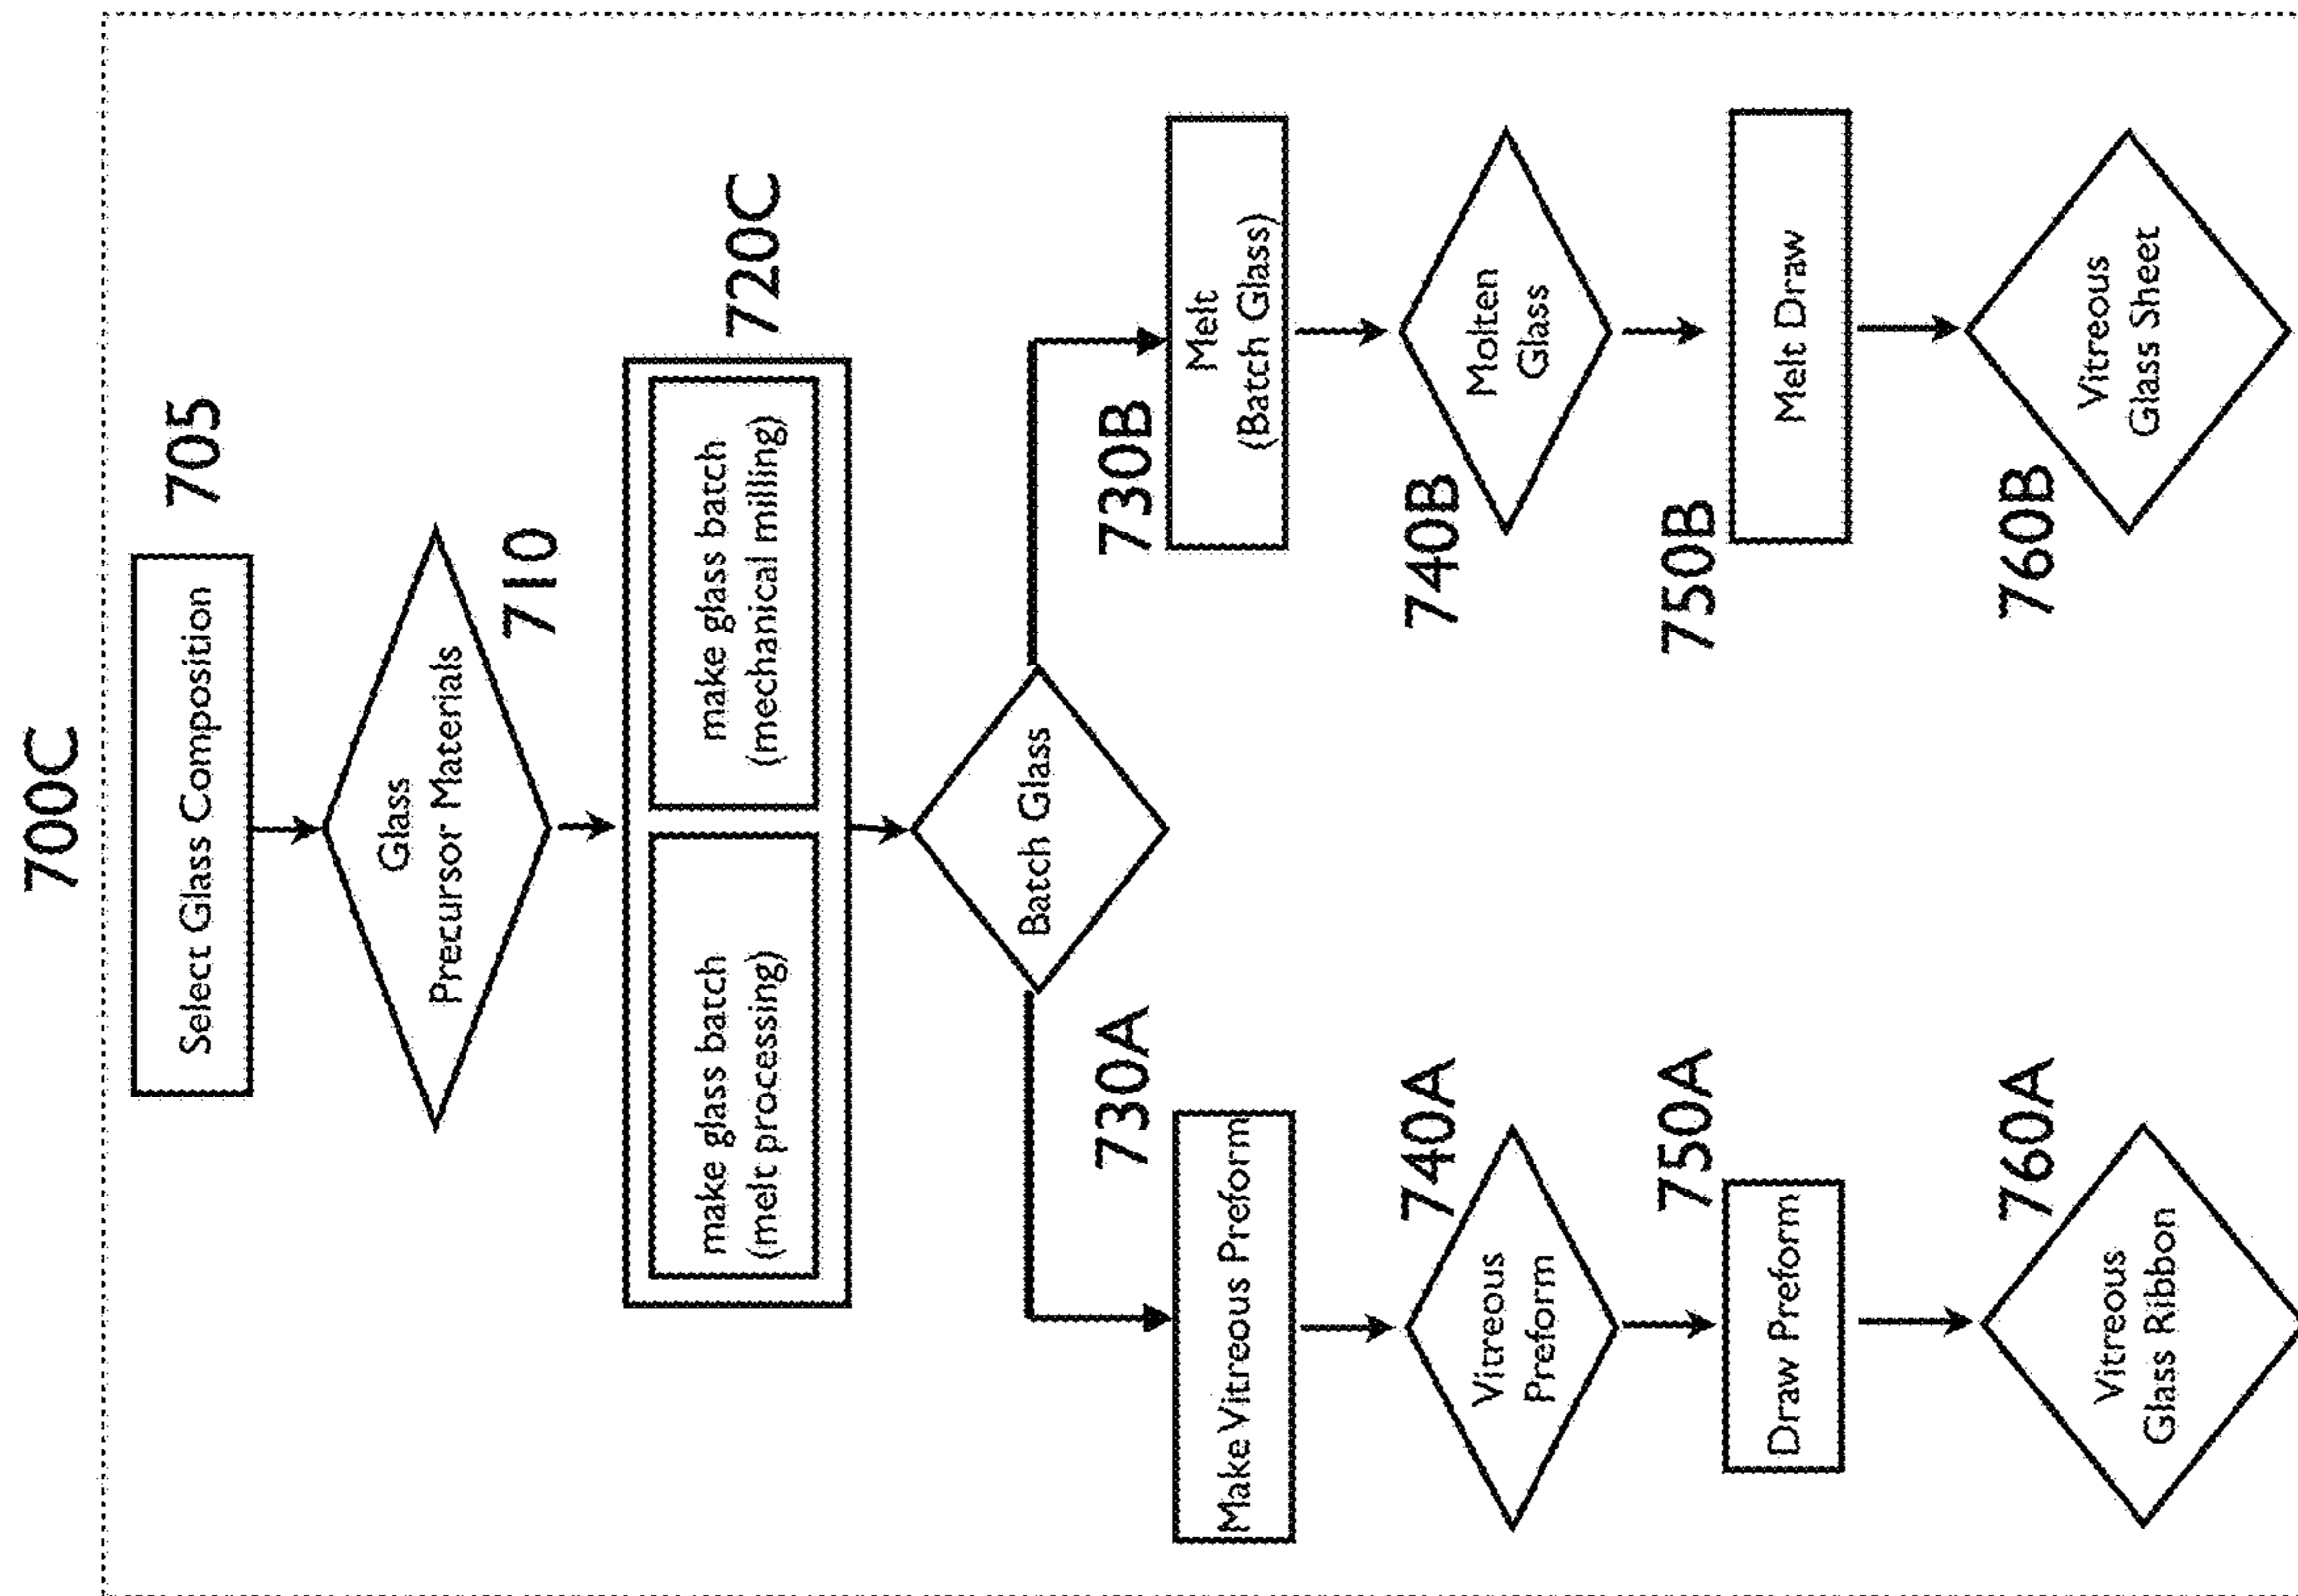 700C
Select Glass Composition
705
Glass
Precursor Materials
710
make glass batch
(melt processing)
make glass batch
(mechanical milling)
720C
Batch Glass
730A
Make Vitreous Preform
740A
Vitreous
Preform
750A
Draw Preform
760A
Vitreous
Glass Ribbon
730B
Melt
(Batch Glass)
740B
Molten
Glass
750B
Melt Draw
760B
Vitreous
Glass Sheet